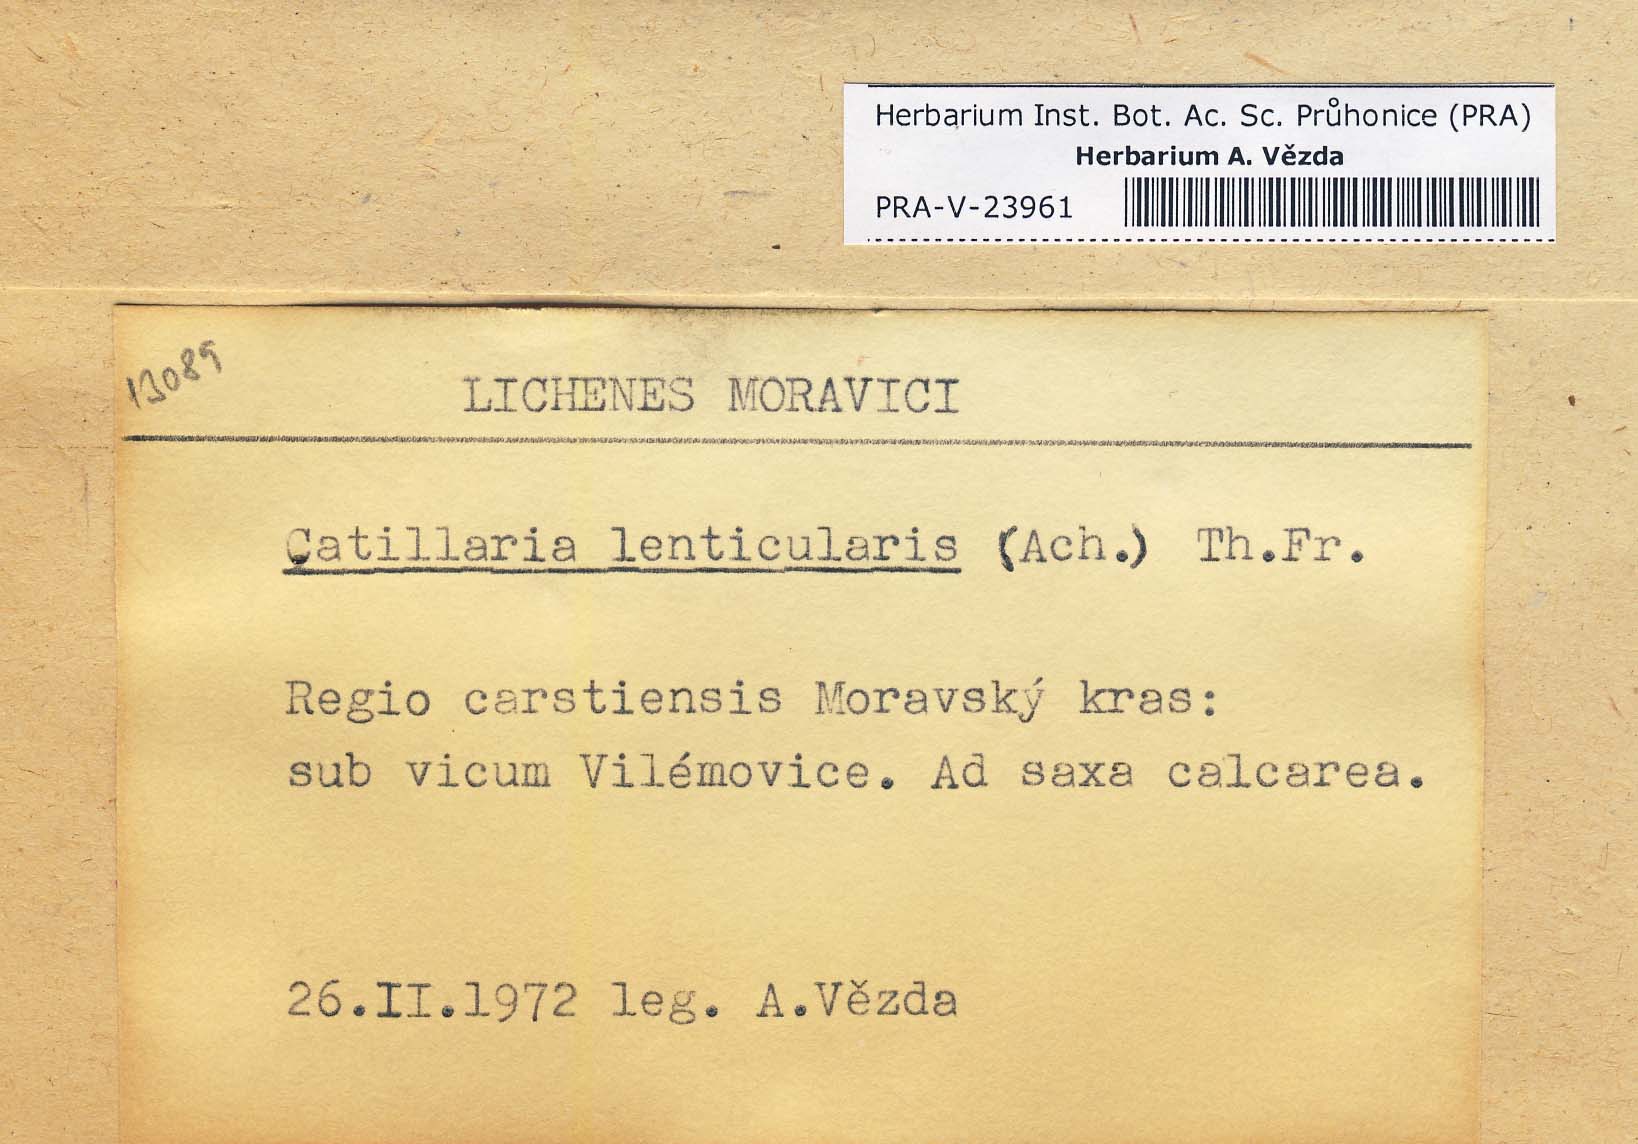 Herbarium Inst. Bot. Ac. Sc. Průhonice (PRA)
Herbarium A. Vězda
PRA-V-23961
13089
LICHENES MORAVICI
Catillaria lenticularis (Ach.) Th.Fr.
Regio carstiensis Moravský kras:
sub vicum Vilémovice. Ad saxa calcarea.
26.II.1972 leg. A.Vězda